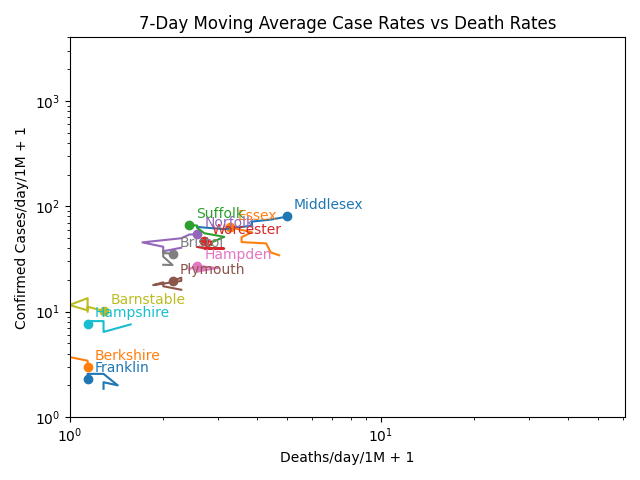 7-Day Moving Average Case Rates vs Death Rates
Confirmed Cases/day/1M + 1
10³
10²
10¹
10⁰
Middlesex
Suffolk
Essex
Norfolk
Worcester
Bristol
Hampden
Plymouth
Barnstable
Hampshire
Berkshire
Franklin
10⁰
10¹
Deaths/day/1M + 1